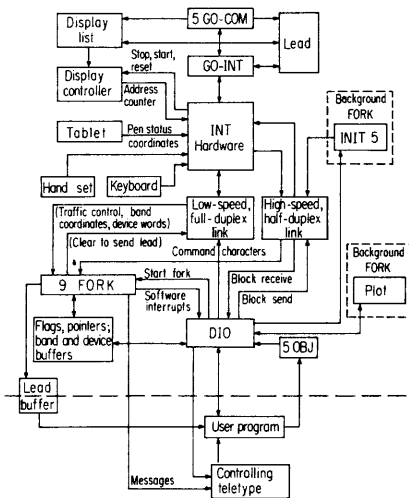 Display
list
5 GO-COM
Lead
Stop, start,
reset
GO-INT
Display
controller
Address
counter
Background
FORK
Tablet
Pen status
coordinates
INT
Hardware
INIT 5
Hand set
Keyboard
(Traffic control, band
coordinates, device words)
Low-speed,
full-duplex
link
High-speed,
half-duplex
link
(Clear to send lead)
Command characters
Background
FORK
9 FORK
Start fork
Block receive
Software
interrupts
Block send
Plot
Flags, pointers;
band and device
buffers
DIO
5 OBJ
Lead
buffer
User program
Messages
Controlling
teletype